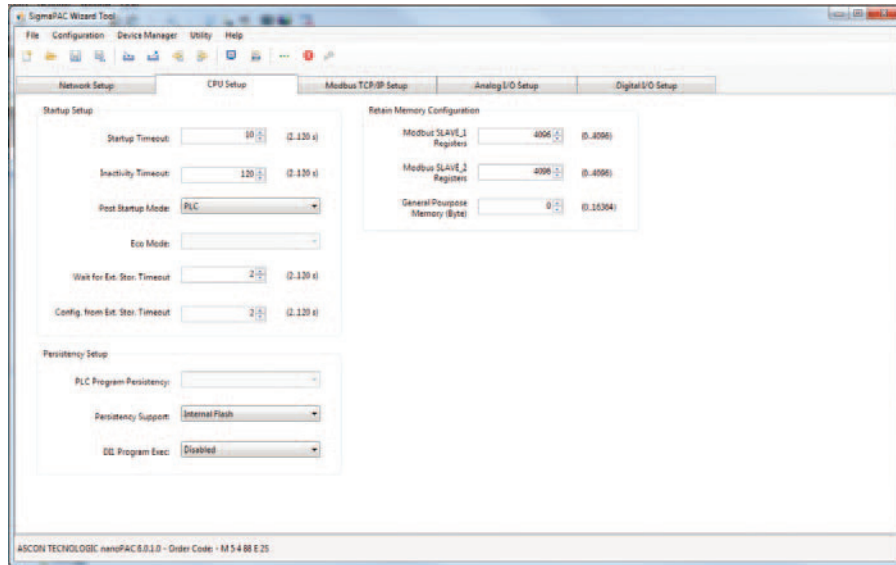 SigmaPAC Wizard Tool
File Configuration Device Manager Utility Help
Network Setup CPU Setup Modbus TCP/IP Setup Analog I/O Setup Digital I/O Setup
Startup Setup
Startup Timeout: 10 (2..120 s)
Inactivity Timeout: 120 (2..120 s)
Post Startup Mode: PLC
Eco Mode:
Wait for Ext. Stor. Timeout 2 (2..120 s)
Config. from Ext. Stor. Timeout 2 (2..120 s)
Persistency Setup
PLC Program Persistency:
Persistency Support: Internal Flash
DI1 Program Exec: Disabled
Retain Memory Configuration
Modbus SLAVE_1
Registers 4096 (0..4096)
Modbus SLAVE_2
Registers 4096 (0..4096)
General Pourpose
Memory (Byte) 0 (0..16384)
ASCON TECNOLOGIC nanoPAC 6.0.1.0 - Order Code: - M 5 4 88 E 25